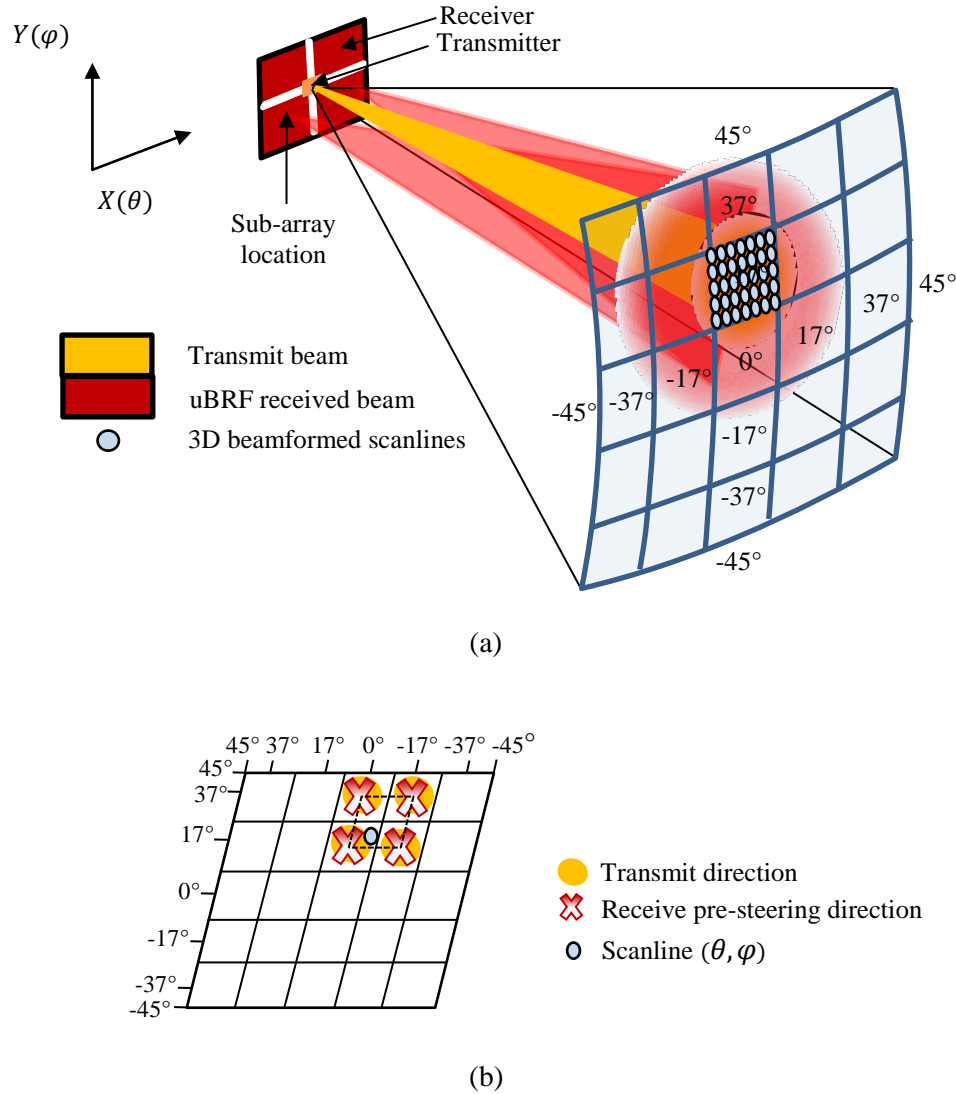 Y(φ)
Receiver
Transmitter
X(θ)
Sub-array
location
45°
37°
0°
45°
37°
17°
0°
-17°
-37°
-45°
-17°
-37°
-45°
Transmit beam
uBRF received beam
3D beamformed scanlines
(a)
45° 37° 17° 0° -17° -37° -45°
45°
37°
17°
0°
-17°
-37°
-45°
Transmit direction
Receive pre-steering direction
Scanline (θ, φ)
(b)